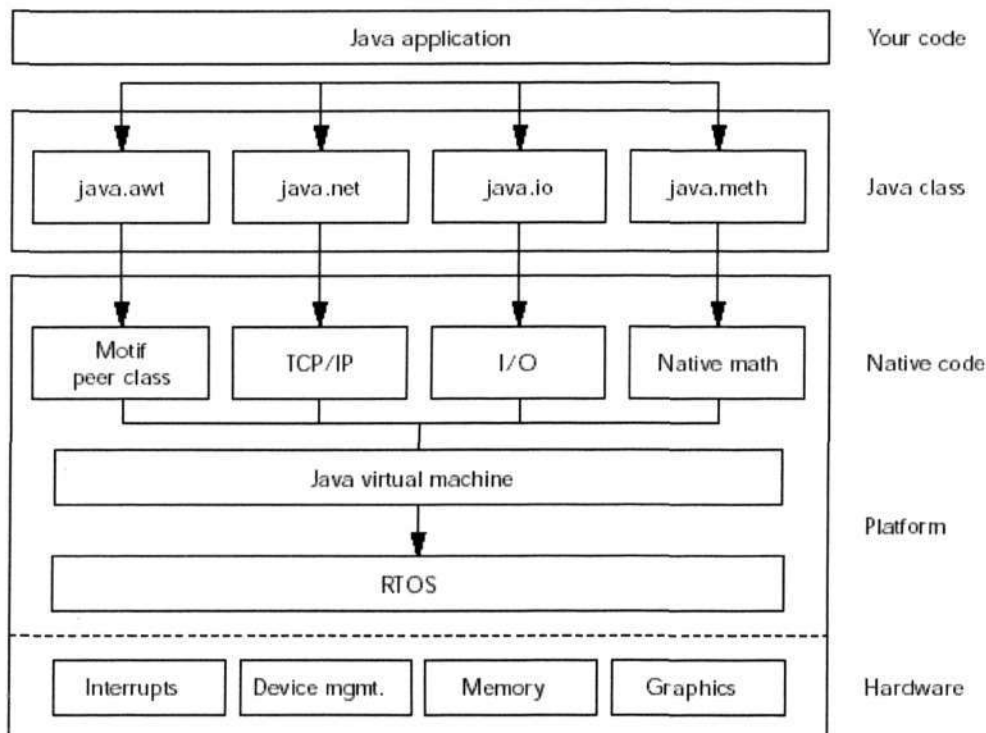 Java application
Your code
java.awt
java.net
java.io
java.meth
Java class
Motif
peer class
TCP/IP
I/O
Native math
Native code
Java virtual machine
Platform
RTOS
Interrupts
Device mgmt.
Memory
Graphics
Hardware